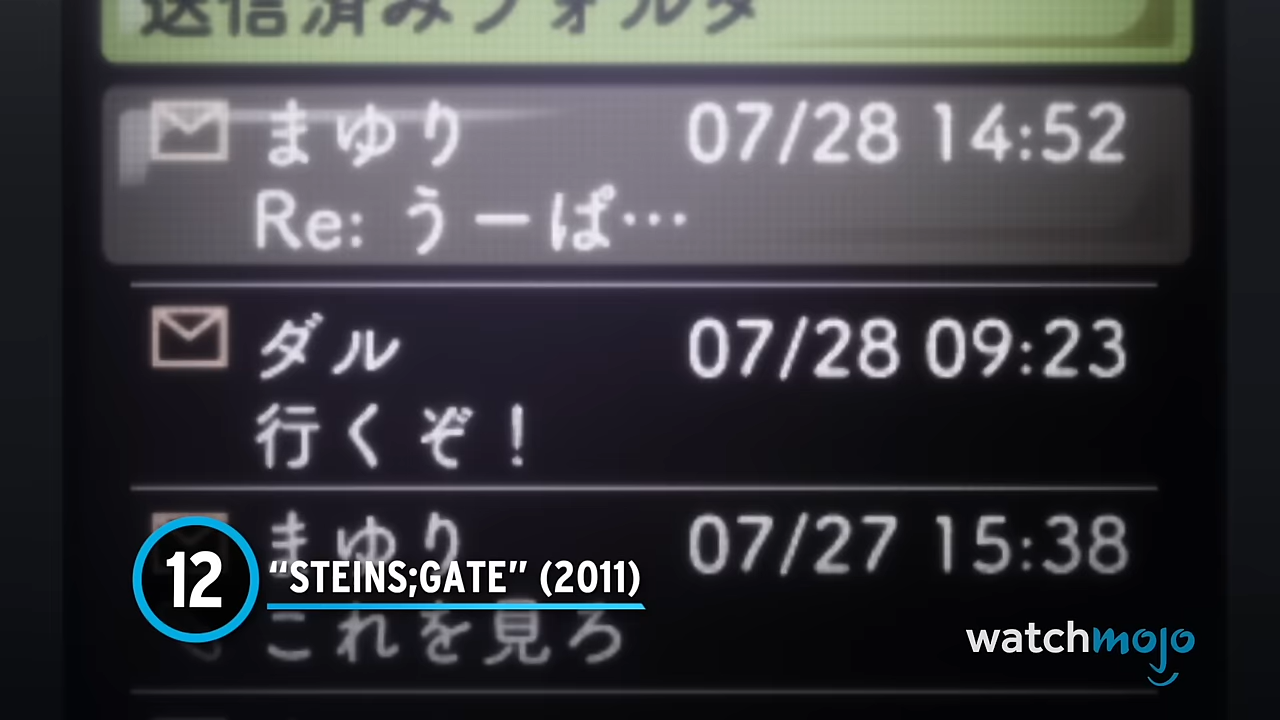 送信済みフォルダ
まゆり 07/28 14:52
Re: うーぱ…
ダル 07/28 09:23
行くぞ！
まゆり 07/27 15:38
12 “STEINS;GATE” (2011)
これを見ろ
watchmojo